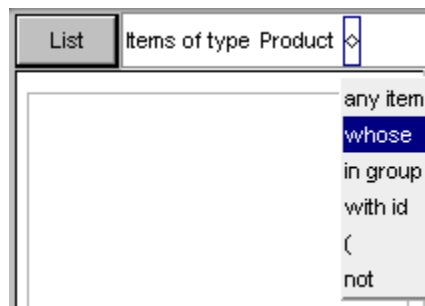 List
Items of type Product ◇
any item
whose
in group
with id
(
not